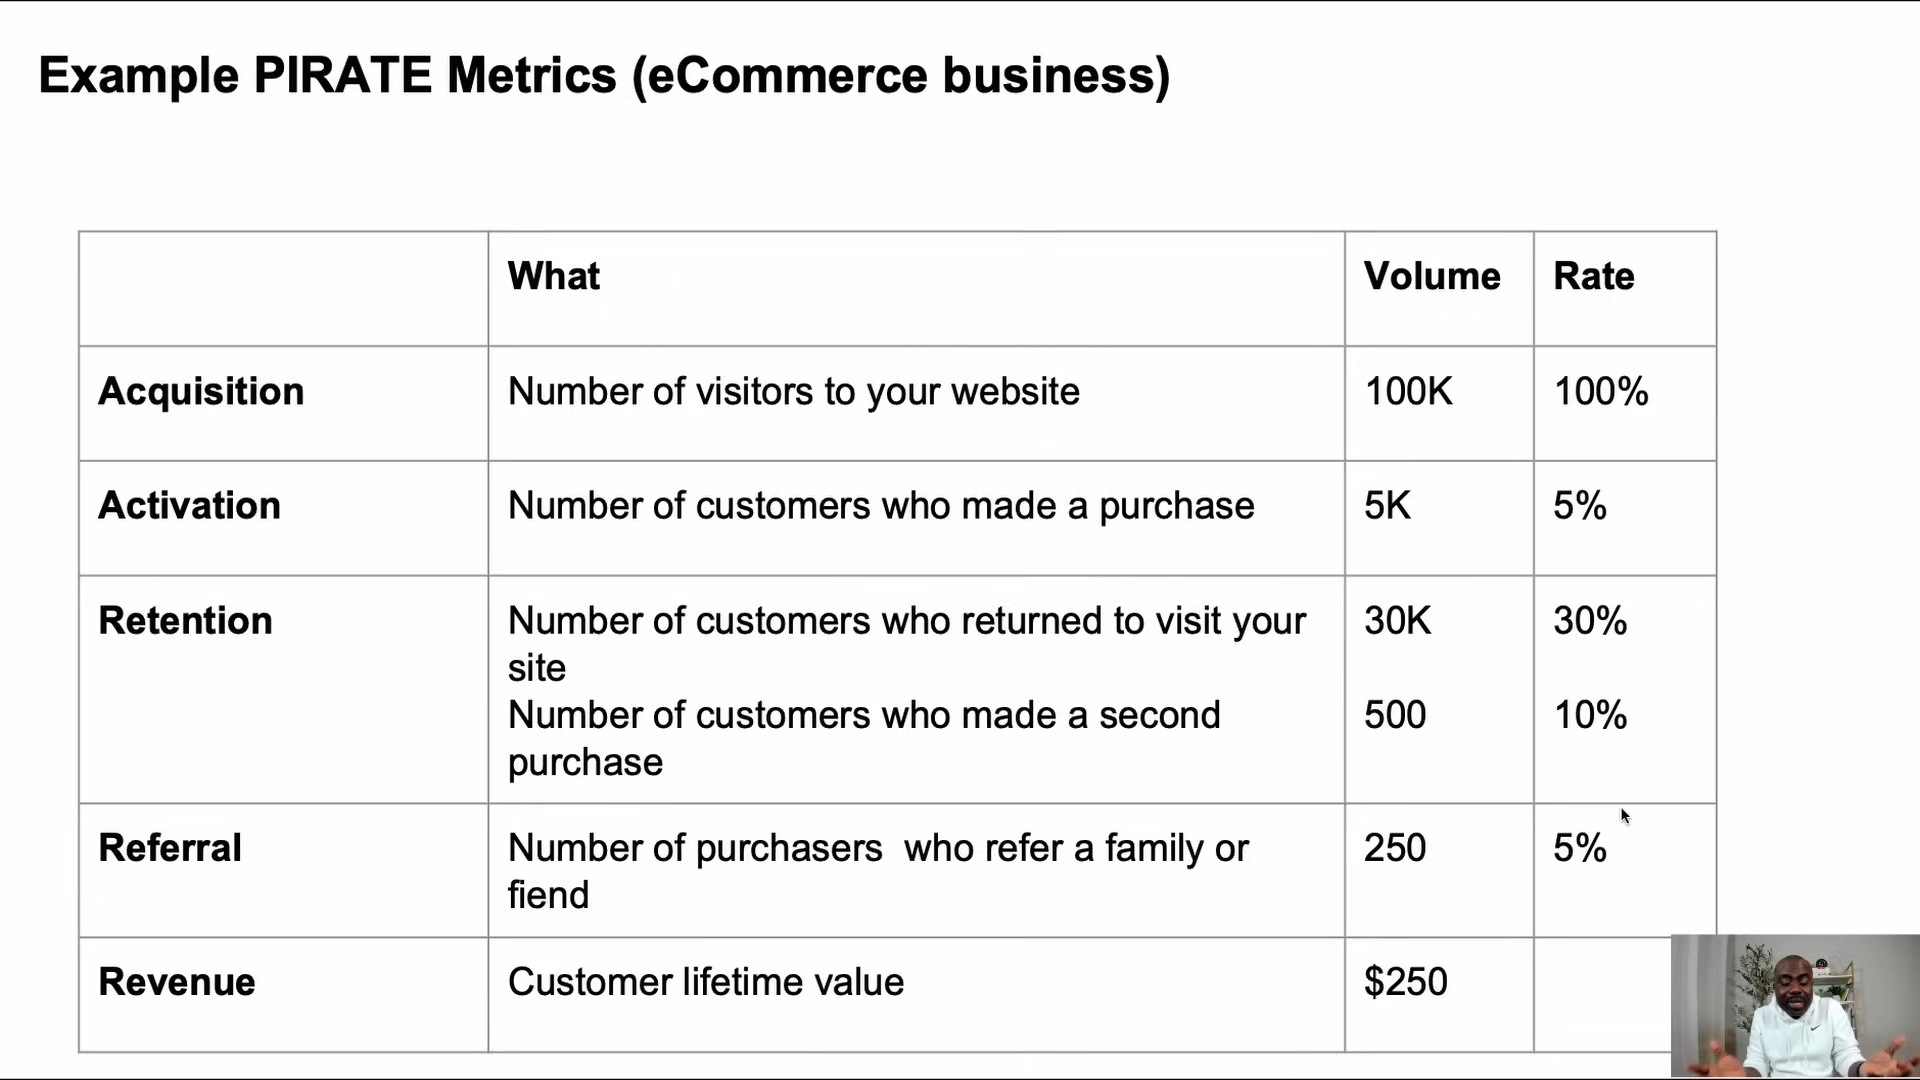 Example PIRATE Metrics (eCommerce business)
What Volume Rate
Acquisition Number of visitors to your website 100K 100%
Activation Number of customers who made a purchase 5K 5%
Retention Number of customers who returned to visit your 30K 30%
site
Number of customers who made a second 500 10%
purchase
Referral Number of purchasers  who refer a family or 250 5%
fiend
Revenue Customer lifetime value $250